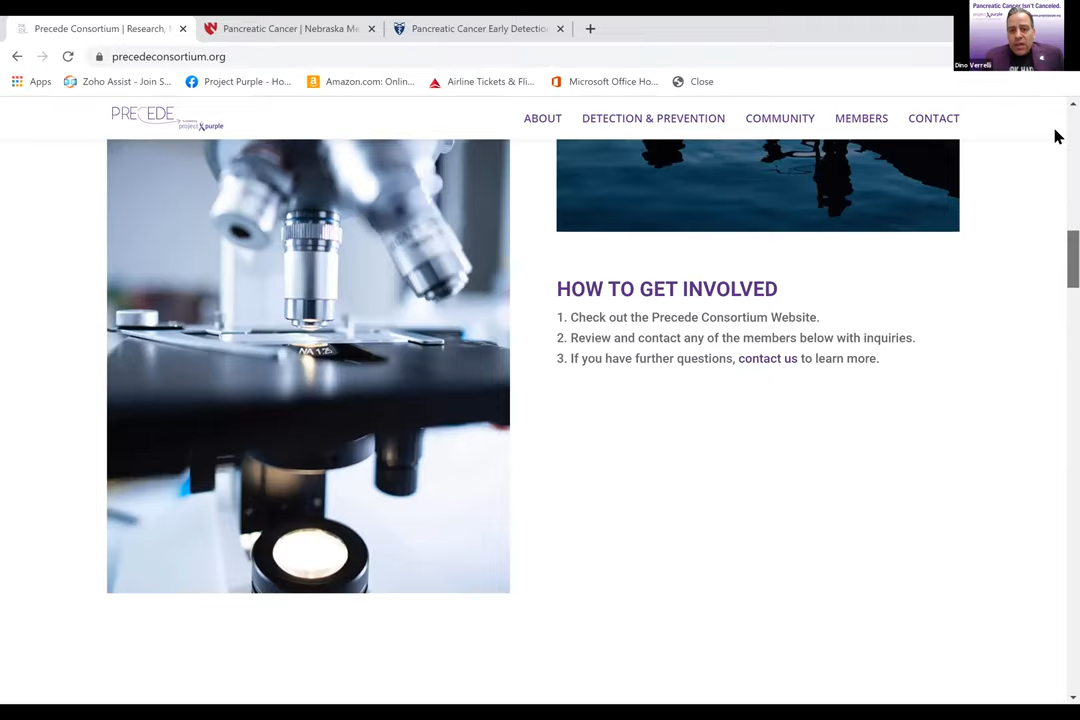 Precede Consortium | Research,
Pancreatic Cancer | Nebraska Me
Pancreatic Cancer Early Detectio
precedeconsortium.org
Apps
Zoho Assist - Join S...
Project Purple - Ho...
Amazon.com: Onlin...
Airline Tickets & Fli...
Microsoft Office Ho...
Close
Pancreatic Cancer Isn't Canceled.
Dino Verrelli
PRECEDE
project purple
ABOUT
DETECTION & PREVENTION
COMMUNITY
MEMBERS
CONTACT
HOW TO GET INVOLVED
1. Check out the Precede Consortium Website.
2. Review and contact any of the members below with inquiries.
3. If you have further questions, contact us to learn more.